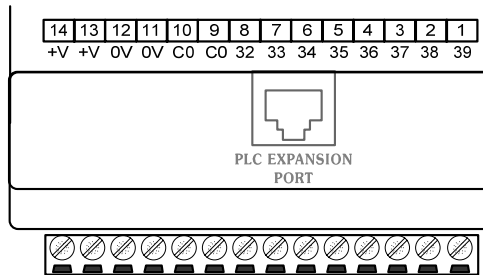 14 13 12 11 10 9 8 7 6 5 4 3 2 1
+V +V 0V 0V C0 C0 32 33 34 35 36 37 38 39
PLC EXPANSION
PORT